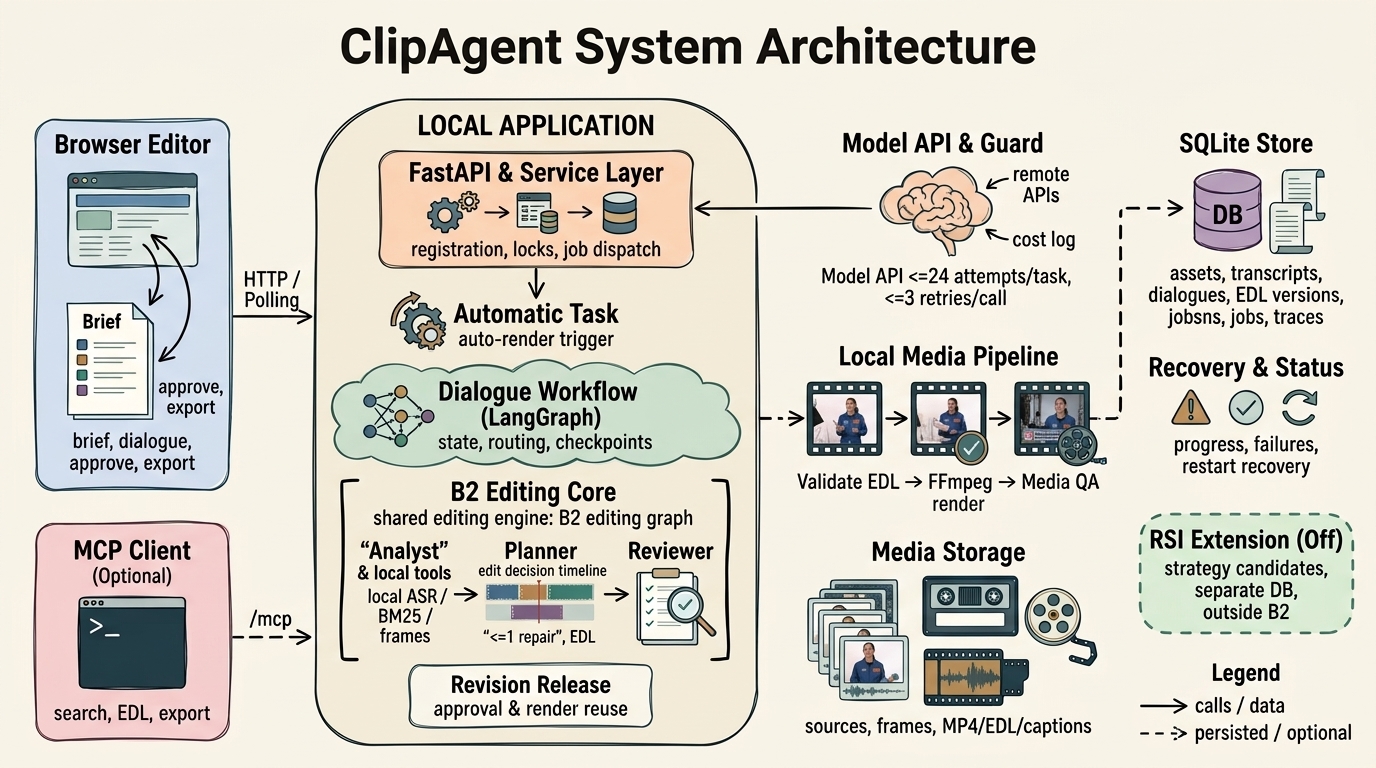 ClipAgent System Architecture
Browser Editor
Brief
approve,
export
brief, dialogue,
approve, export
HTTP /
Polling
MCP Client
(Optional)
>_
search, EDL, export
/mcp
LOCAL APPLICATION
FastAPI & Service Layer
registration, locks, job dispatch
Automatic Task
auto-render trigger
Dialogue Workflow
(LangGraph)
state, routing, checkpoints
B2 Editing Core
shared editing engine: B2 editing graph
“Analyst”
& local tools
local ASR /
BM25 /
frames
Planner
edit decision timeline
“<=1 repair”, EDL
Reviewer
Revision Release
approval & render reuse
Model API & Guard
remote
APIs
cost log
Model API <=24 attempts/task,
<=3 retries/call
Local Media Pipeline
Validate EDL → FFmpeg → Media QA
render
Media Storage
sources, frames, MP4/EDL/captions
SQLite Store
DB
assets, transcripts,
dialogues, EDL versions,
jobsns, jobs, traces
Recovery & Status
progress, failures,
restart recovery
RSI Extension (Off)
strategy candidates,
separate DB,
outside B2
Legend
calls / data
persisted / optional